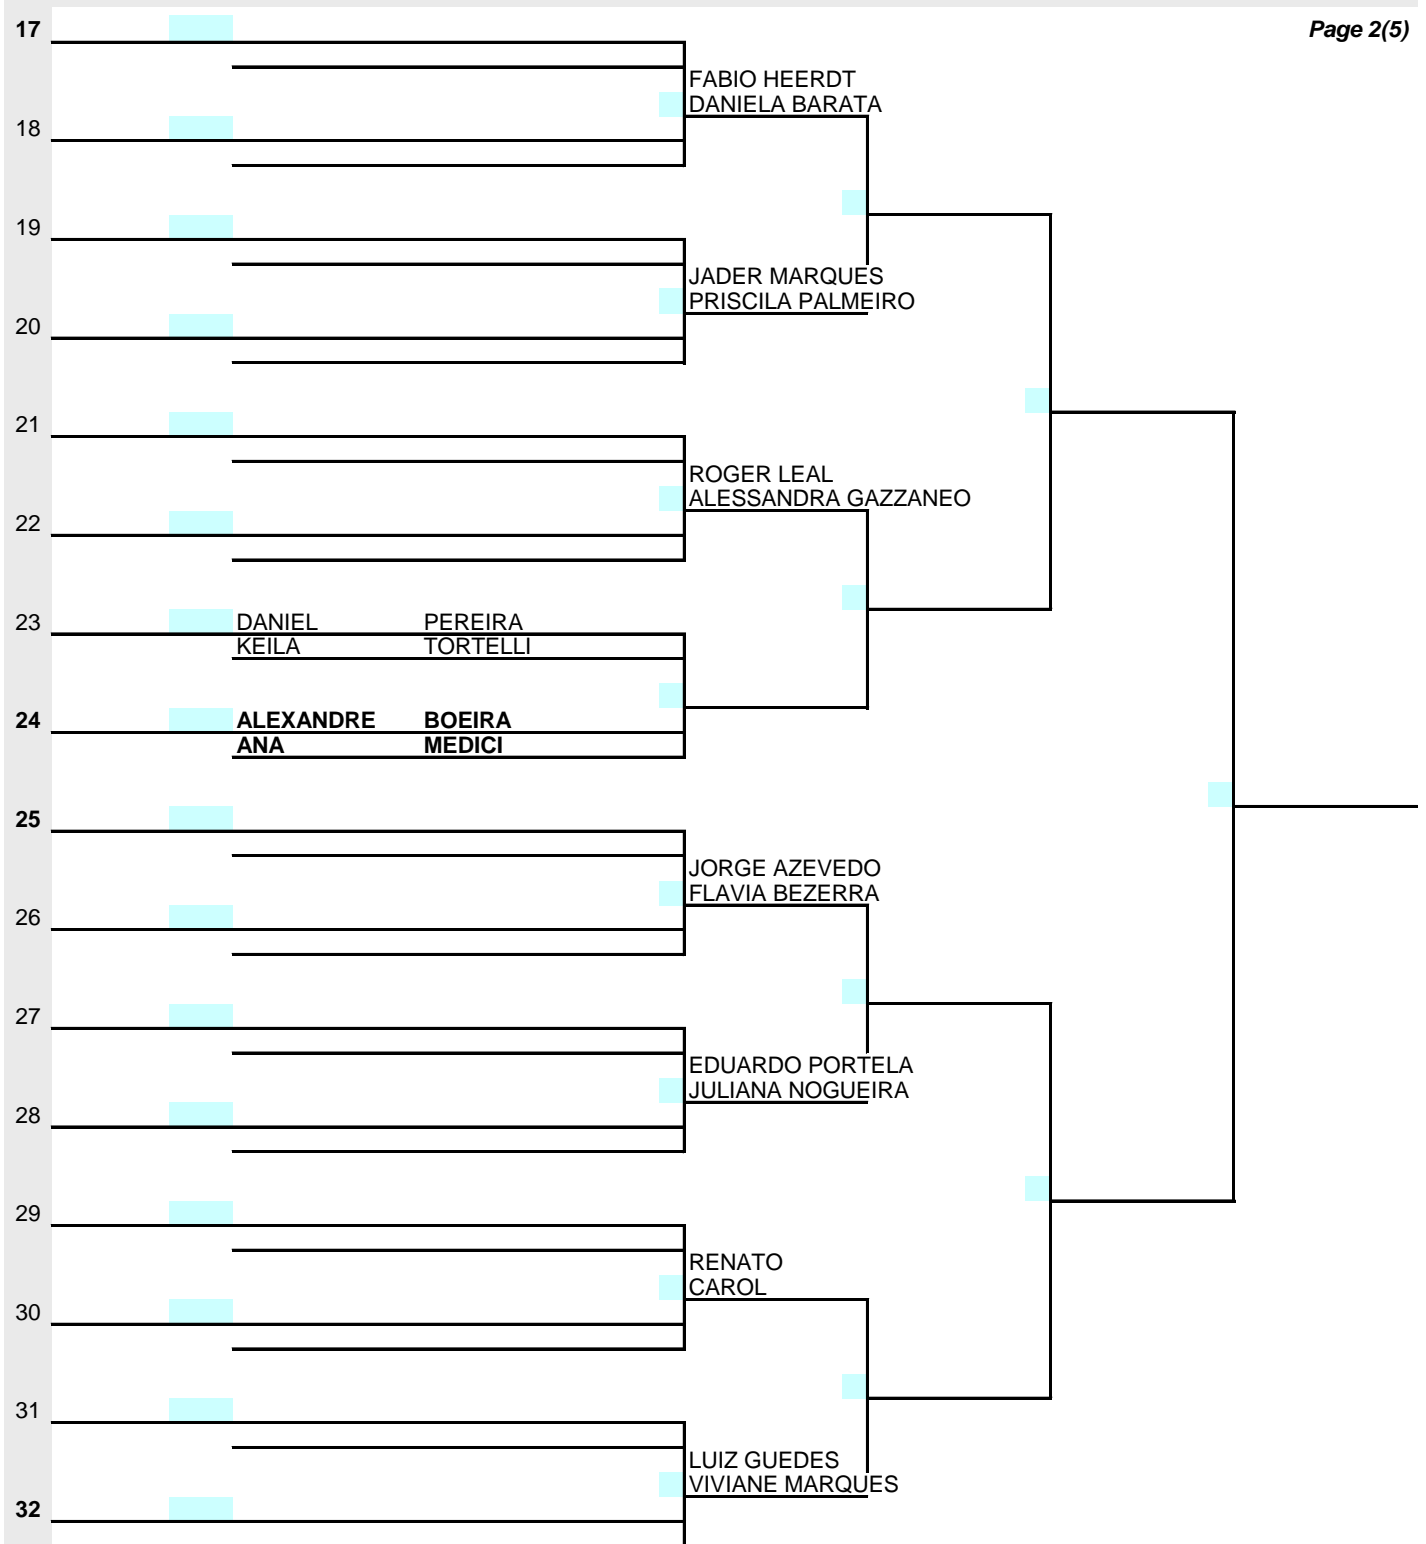 17
Page 2(5)
FABIO HEERDT
DANIELA BARATA
18
19
JADER MARQUES
PRISCILA PALMEIRO
20
21
ROGER LEAL
ALESSANDRA GAZZANEO
22
23 DANIEL PEREIRA
KEILA TORTELLI
24 ALEXANDRE BOEIRA
ANA MEDICI
25
JORGE AZEVEDO
FLAVIA BEZERRA
26
27
EDUARDO PORTELA
JULIANA NOGUEIRA
28
29
RENATO
CAROL
30
31
LUIZ GUEDES
VIVIANE MARQUES
32